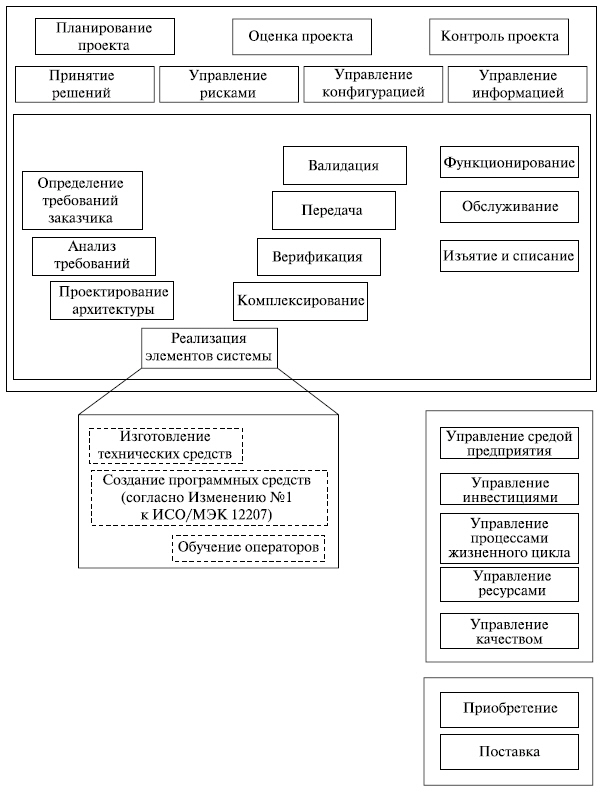 Планирование
проекта
Оценка проекта
Контроль проекта
Принятие
решений
Управление
рисками
Управление
конфигурацией
Управление
информацией
Определение
требований
заказчика
Анализ
требований
Проектирование
архитектуры
Реализация
элементов системы
Валидация
Передача
Верификация
Комплексирование
Функционирование
Обслуживание
Изъятие и списание
Изготовление
технических средств
Создание программных средств
(согласно Изменению №1
к ИСО/МЭК 12207)
Обучение операторов
Управление средой
предприятия
Управление
инвестициями
Управление
процессами
жизненного цикла
Управление
ресурсами
Управление
качеством
Приобретение
Поставка